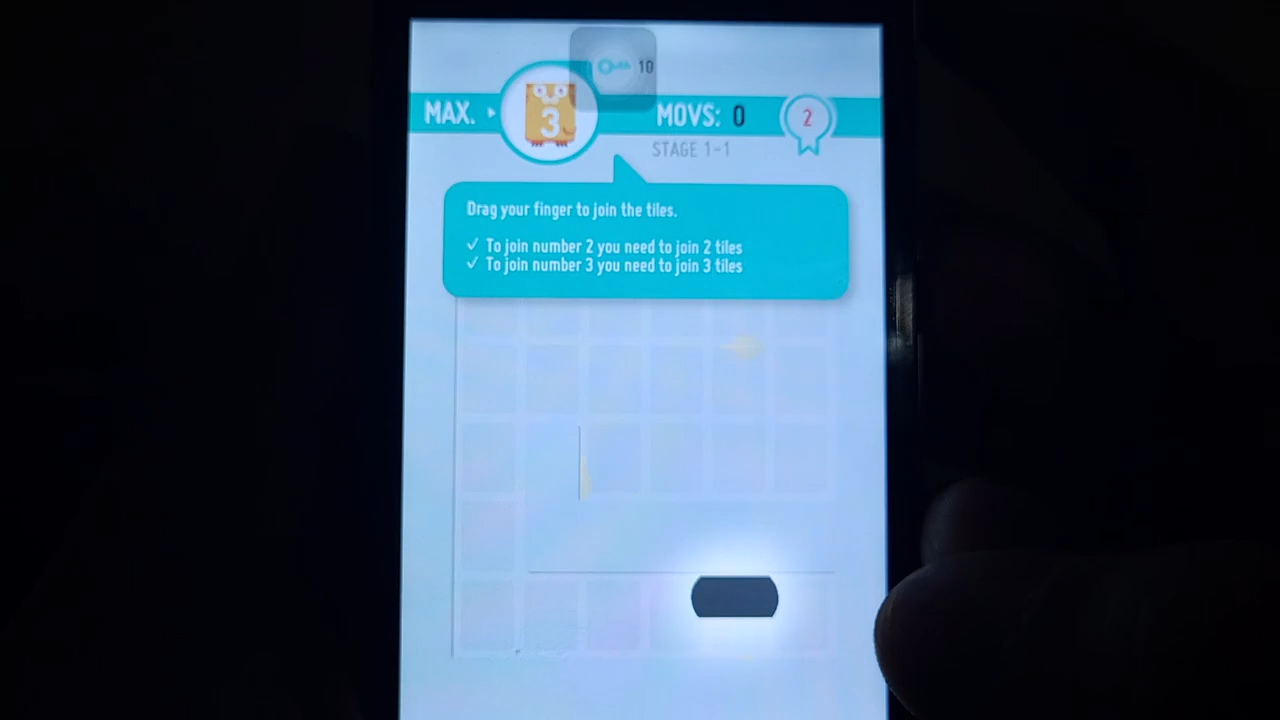 10
MAX.
3
MOVS: 0
2
STAGE 1-1
Drag your finger to join the tiles.
✓ To join number 2 you need to join 2 tiles
✓ To join number 3 you need to join 3 tiles